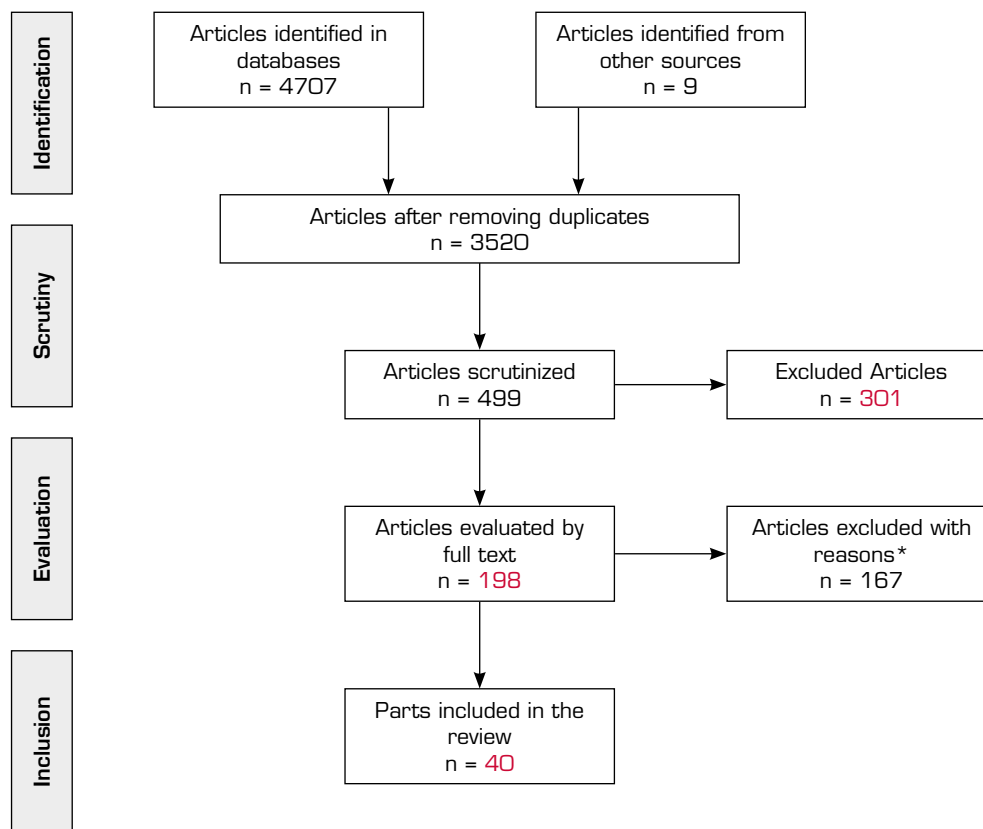 Identification
Articles identified in
databases
n = 4707
Articles identified from
other sources
n = 9
Articles after removing duplicates
n = 3520
Scrutiny
Articles scrutinized
n = 499
Excluded Articles
n = 301
Evaluation
Articles evaluated by
full text
n = 198
Articles excluded with
reasons*
n = 167
Inclusion
Parts included in the
review
n = 40